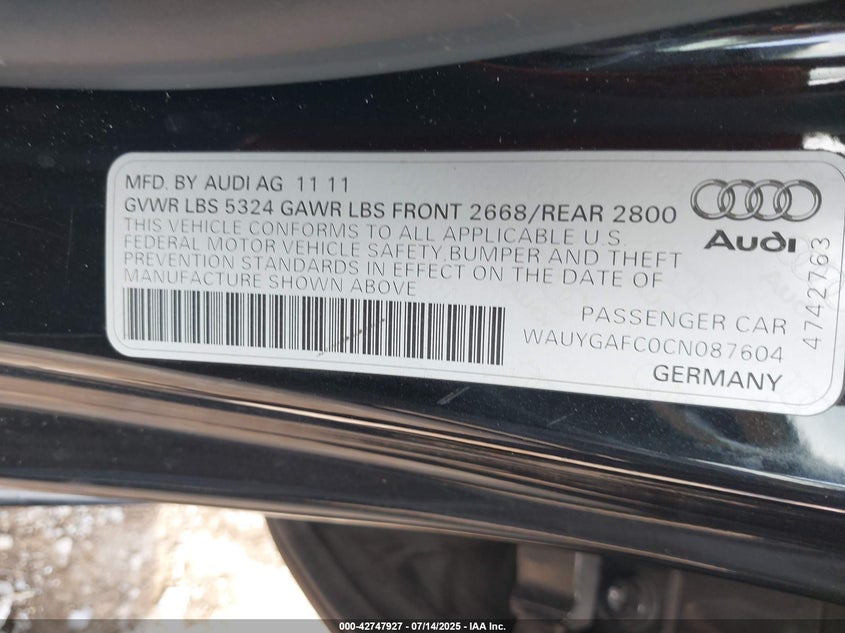 MFD. BY AUDI AG 11 11
GVWR LBS 5324 GAWR LBS FRONT 2668/REAR 2800
THIS VEHICLE CONFORMS TO ALL APPLICABLE U.S.
FEDERAL MOTOR VEHICLE SAFETY,BUMPER AND THEFT
PREVENTION STANDARDS IN EFFECT ON THE DATE OF
MANUFACTURE SHOWN ABOVE
Audi
4742763
PASSENGER CAR
WAUYGAFC0CN087604
GERMANY
000-42747927 - 07/14/2025 - IAA Inc.